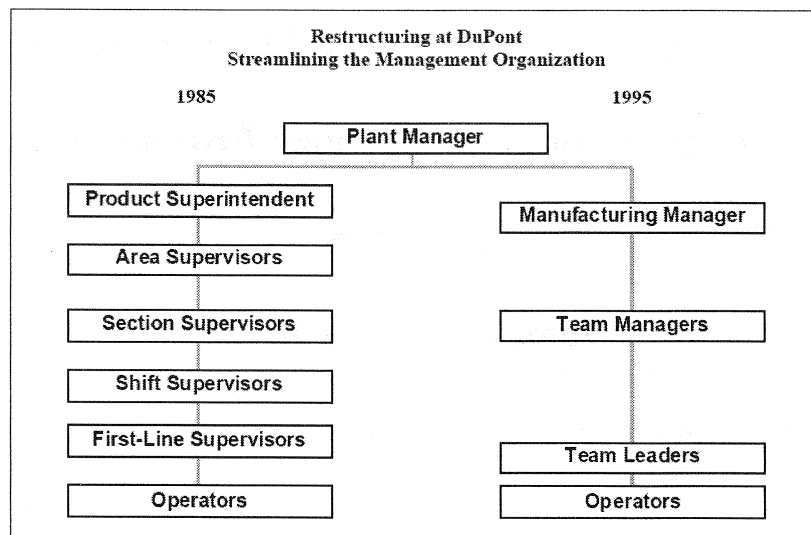 Restructuring at DuPont
Streamlining the Management Organization
1985
1995
Plant Manager
Product Superintendent
Manufacturing Manager
Area Supervisors
Section Supervisors
Team Managers
Shift Supervisors
First-Line Supervisors
Team Leaders
Operators
Operators